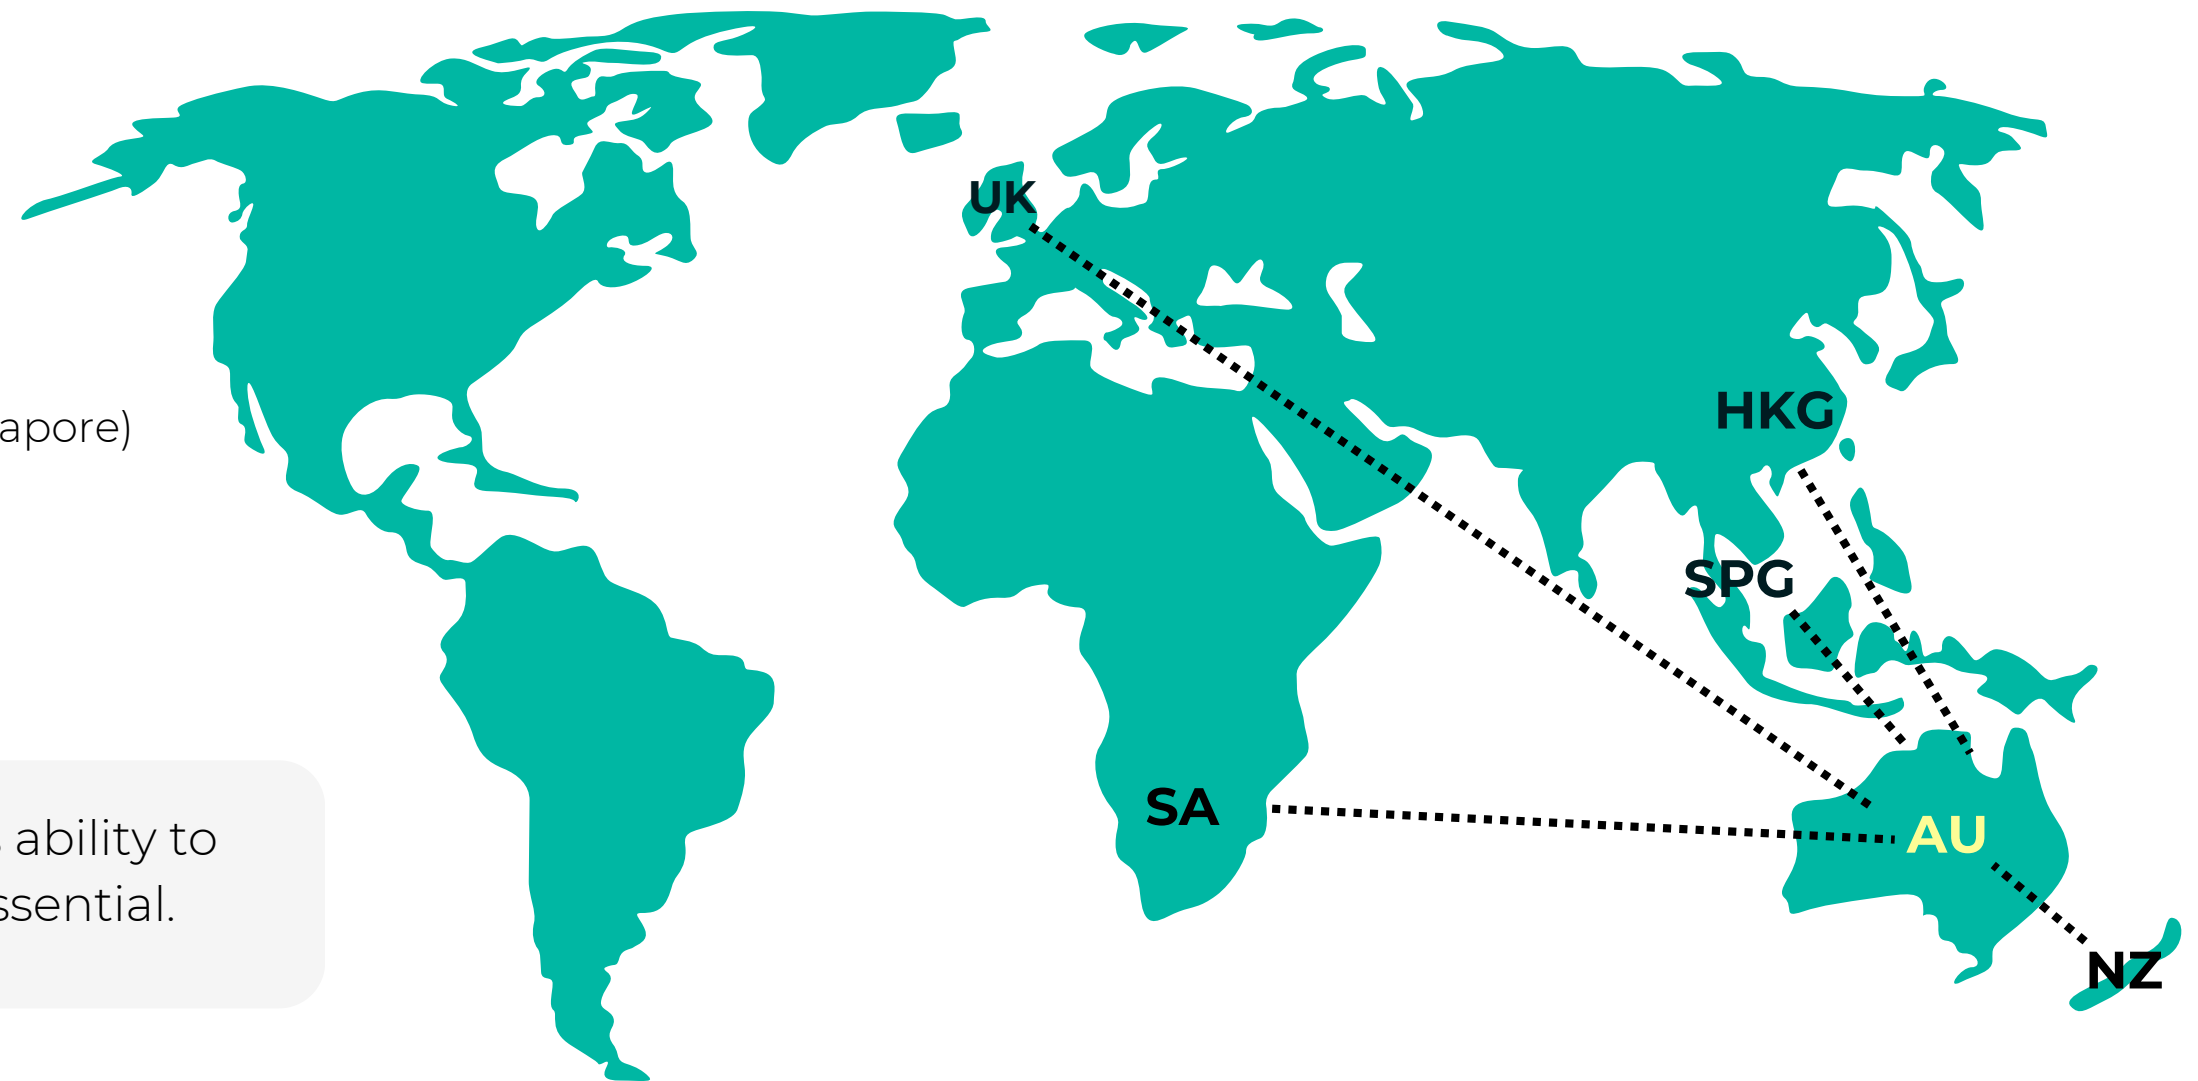 UK
HKG
apore)
SPG
SA
AU
ability to
ssential.
NZ